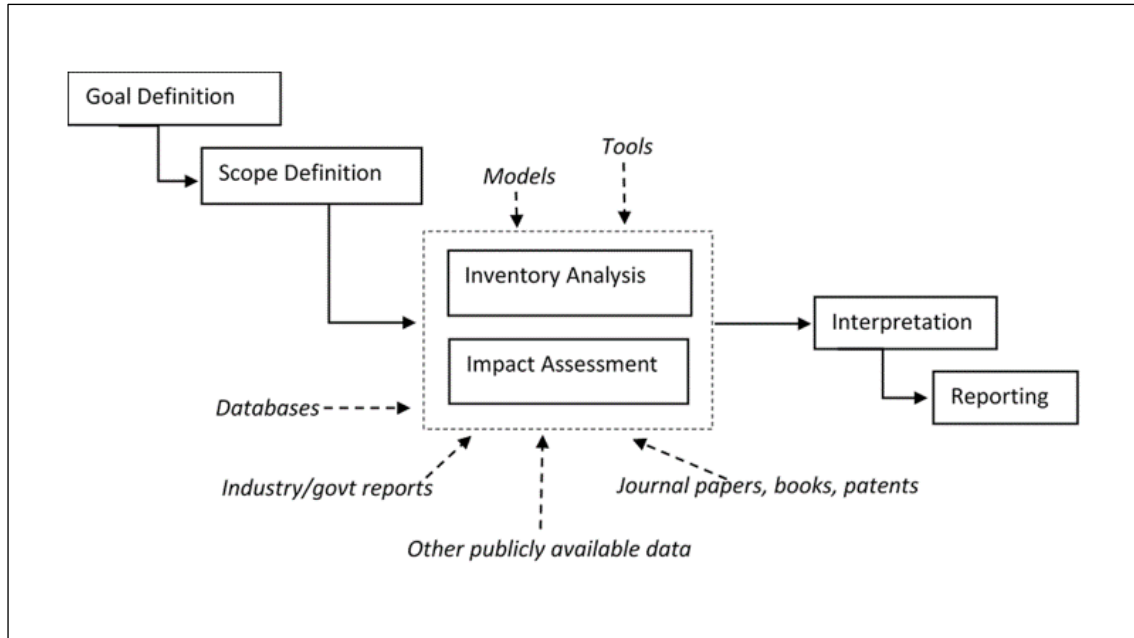 Goal Definition
Scope Definition
Tools
Models
Inventory Analysis
Interpretation
Impact Assessment
Reporting
Databases
Industry/govt reports
Journal papers, books, patents
Other publicly available data